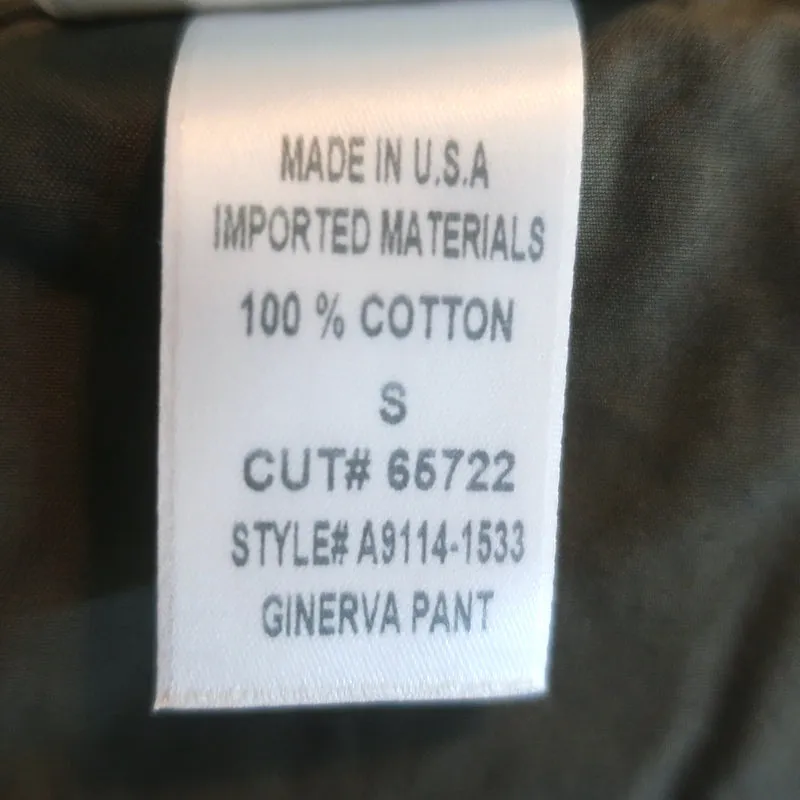 MADE IN U.S.A
IMPORTED MATERIALS
100 % COTTON
S
CUT# 65722
STYLE# A9114-1533
GINERVA PANT